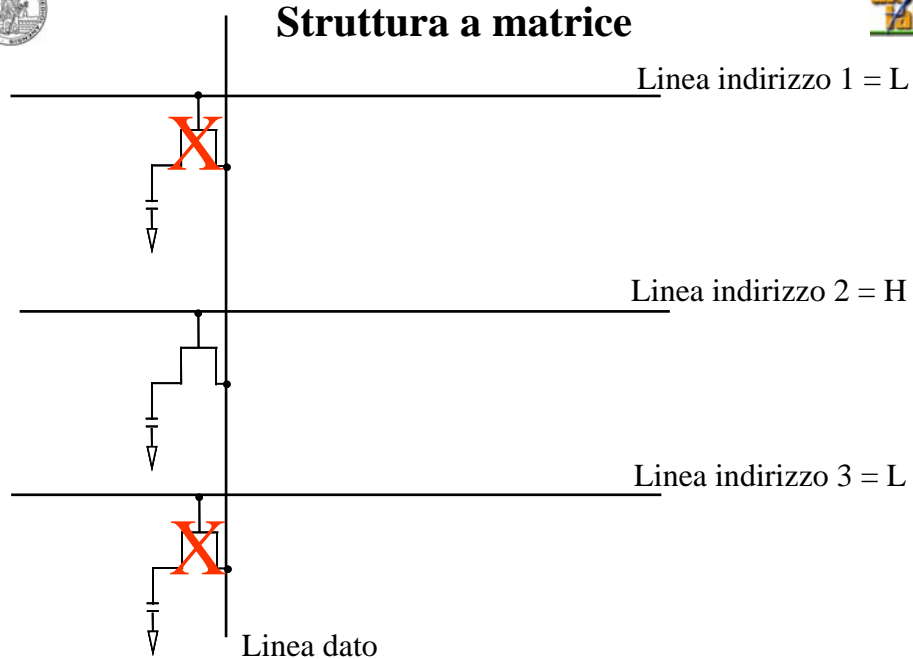 Struttura a matrice
Linea indirizzo 1 = L
X
Linea indirizzo 2 = H
Linea indirizzo 3 = L
X
Linea dato